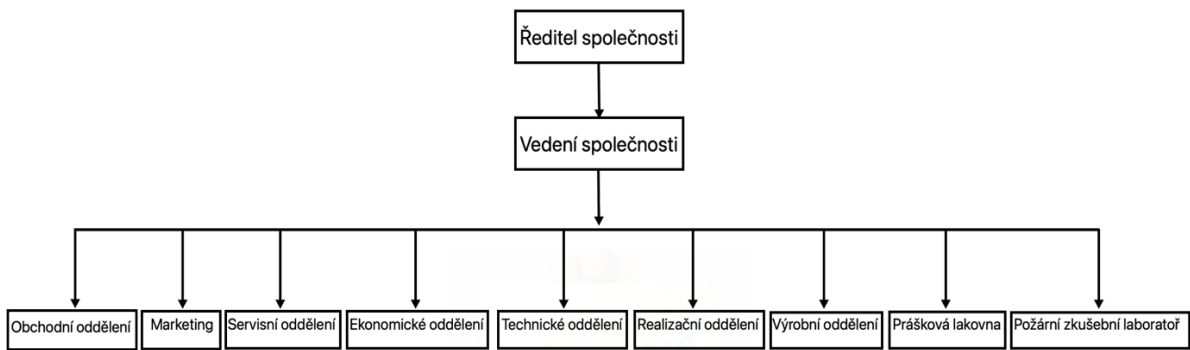 Ředitel společnosti
Vedení společnosti
Obchodní oddělení
Marketing
Servisní oddělení
Ekonomické oddělení
Technické oddělení
Realizační oddělení
Výrobní oddělení
Prášková lakovna
Požární zkušební laboratoř